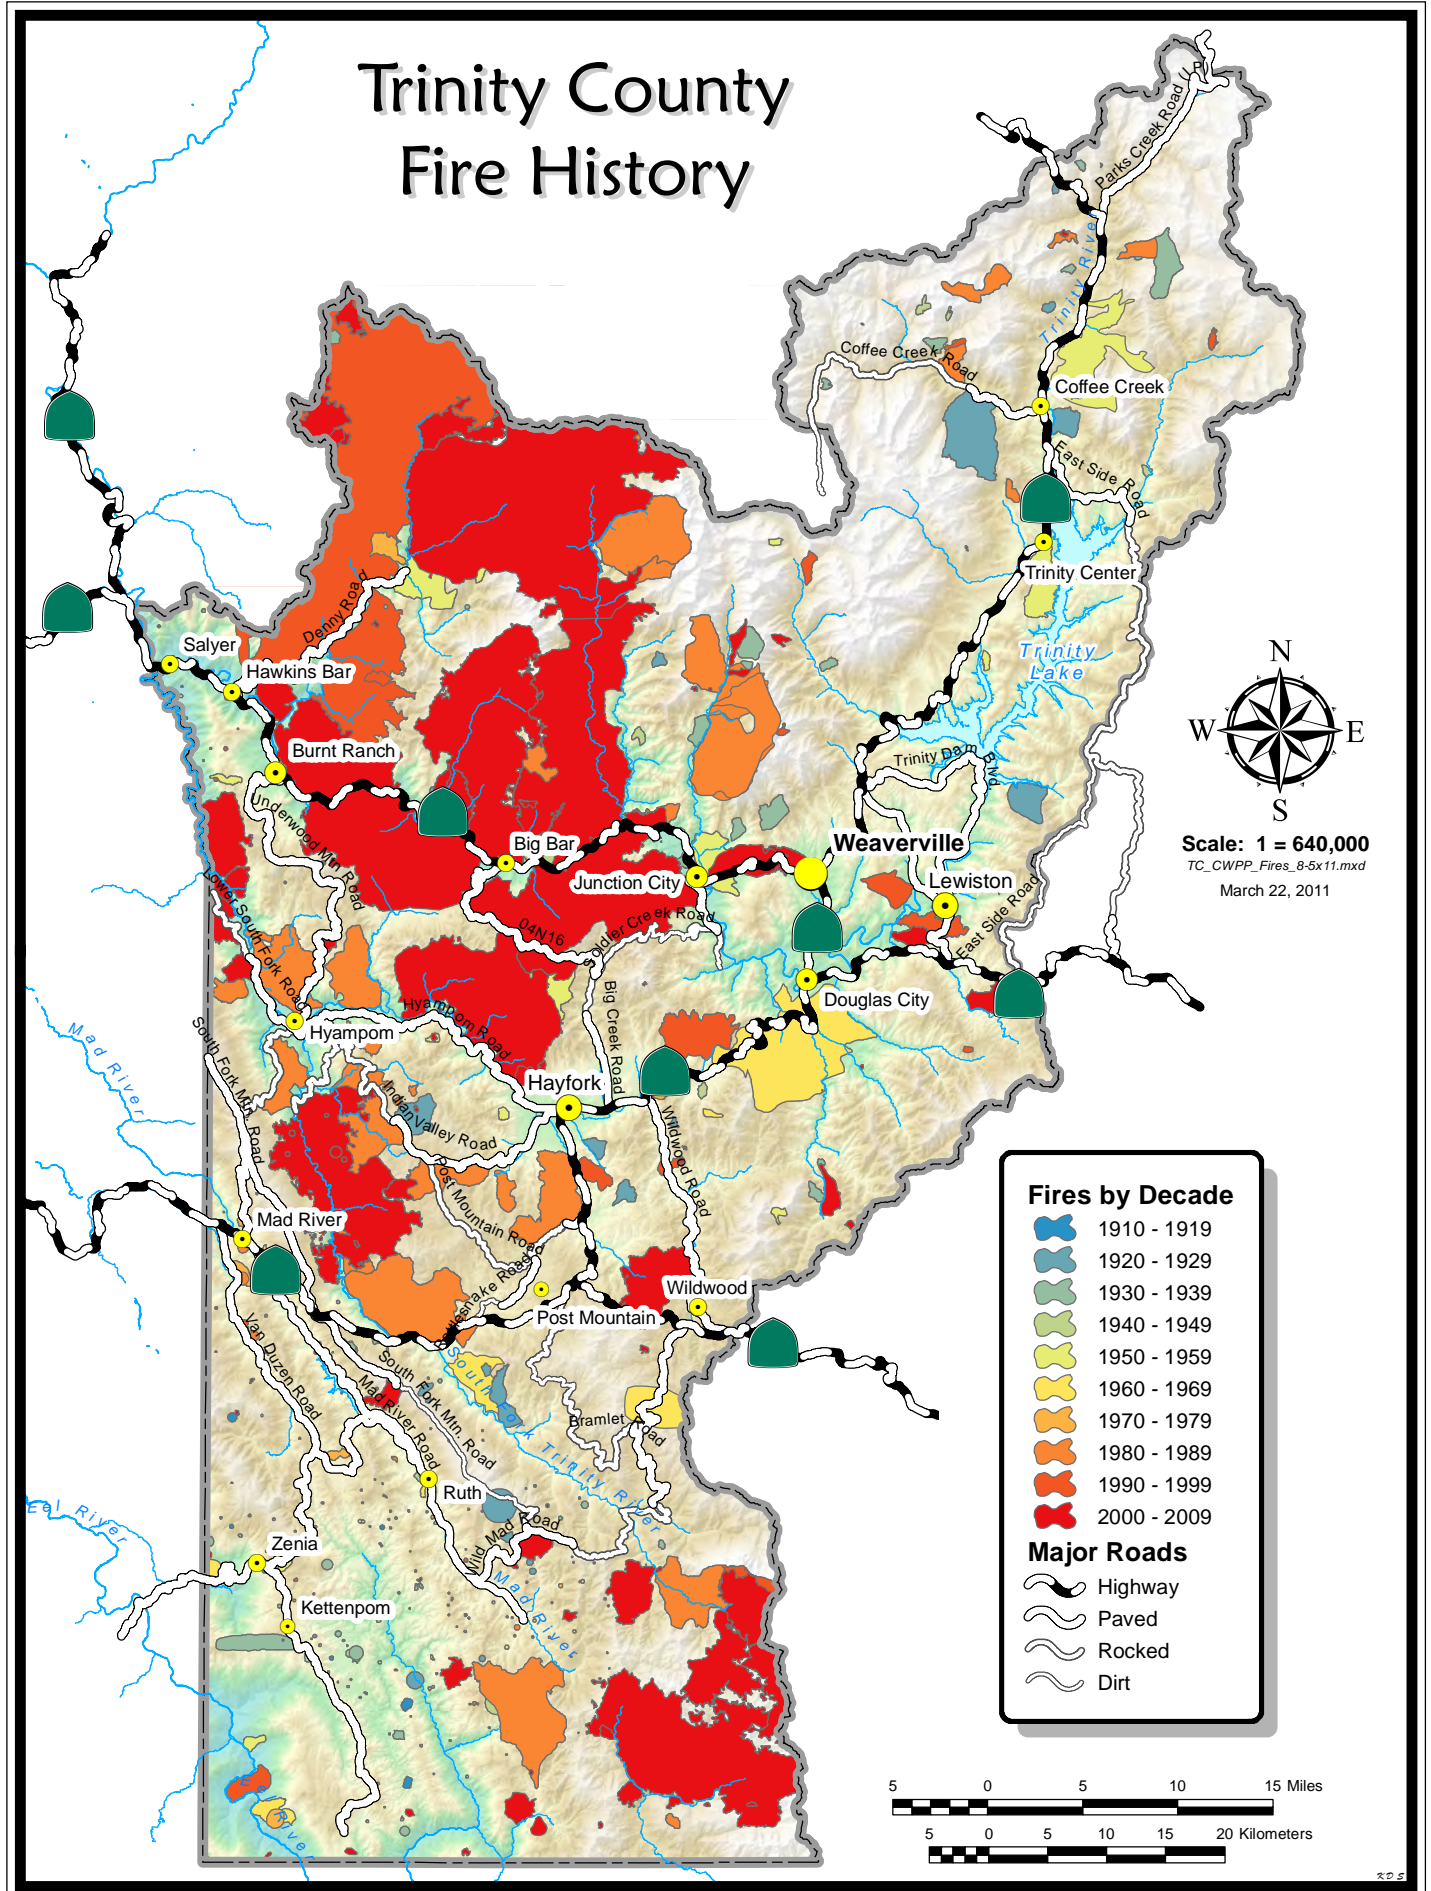 Trinity County
Fire History
Parks Creek Road
U P
Trinity River
Coffee Creek Road
Coffee Creek
East Side Road
Trinity Center
Denny Road
Salyer
Hawkins Bar
Trinity
Lake
N
W
E
S
Burnt Ranch
Trinity Dam Blvd.
Underwood Mtn. Road
Big Bar
Weaverville
Scale: 1 = 640,000
TC_CWPP_Fires_8-5x11.mxd
March 22, 2011
Junction City
Lewiston
Lower South Fork Road
04N16
Soldier Creek Road
East Side Road
Big Creek Road
Douglas City
Mad River
South Fork Mtn. Road
Hyampom
Hyampom Road
Hayfork
Indian Valley Road
Wildwood Road
Post Mountain Road
Mad River
Rattlesnake Road
Wildwood
Post Mountain
Van Duzen Road
South Fork Mtn. Road
Mad River Road
South Fork Trinity River
Bramlet Road
Ruth
Eel River
Zenia
Wild Mad Road
Mad River
Kettenpom
Eel River
Fires by Decade
1910 - 1919
1920 - 1929
1930 - 1939
1940 - 1949
1950 - 1959
1960 - 1969
1970 - 1979
1980 - 1989
1990 - 1999
2000 - 2009
Major Roads
Highway
Paved
Rocked
Dirt
5 0 5 10 15 Miles
5 0 5 10 15 20 Kilometers
KDS